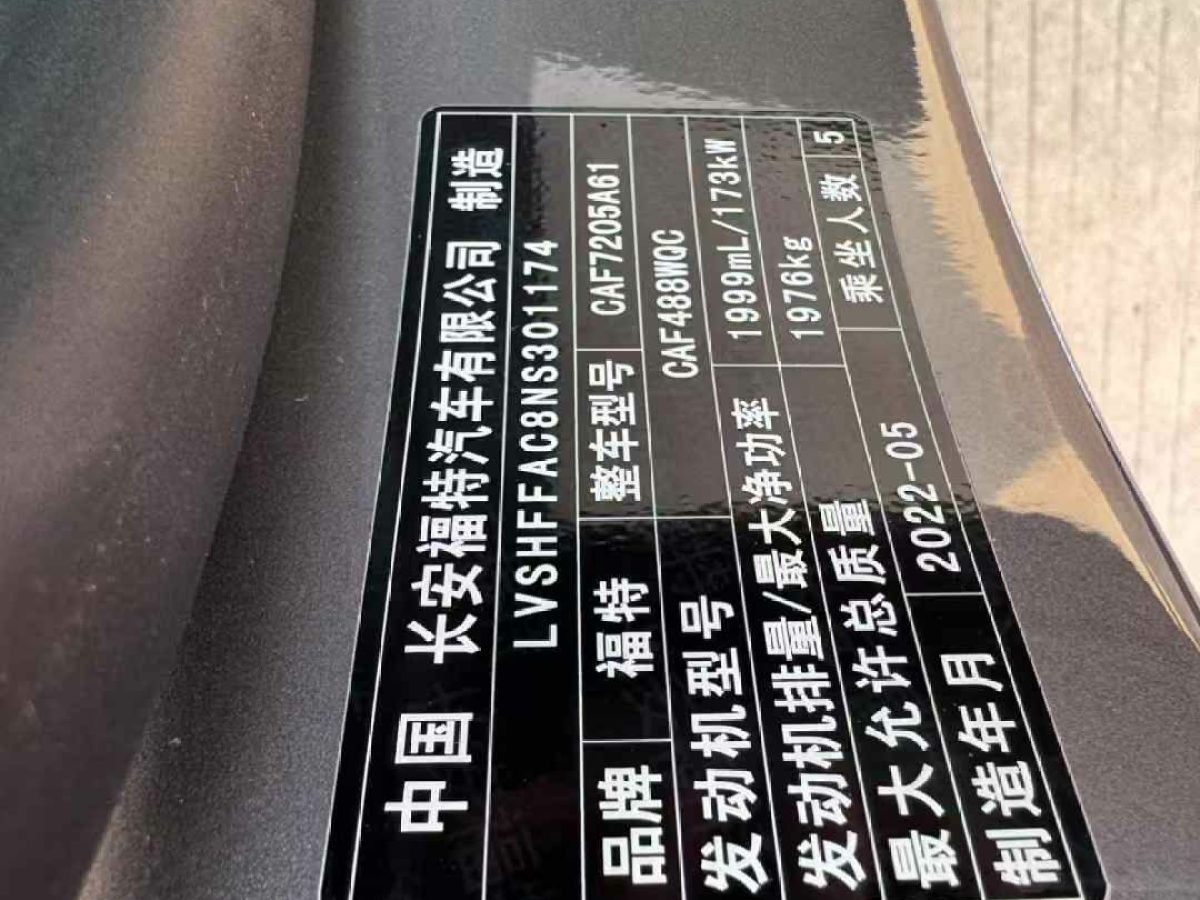 中国 长安福特汽车有限公司 制造
LVSHFFAC8NS3011174
品牌 福特 整车型号 CAF7205A61
发动机型号 CAF488WQC
发动机排量/最大净功率 1999mL/173kW
最大允许总质量 1976kg
制造年月 2022-05 乘坐人数 5